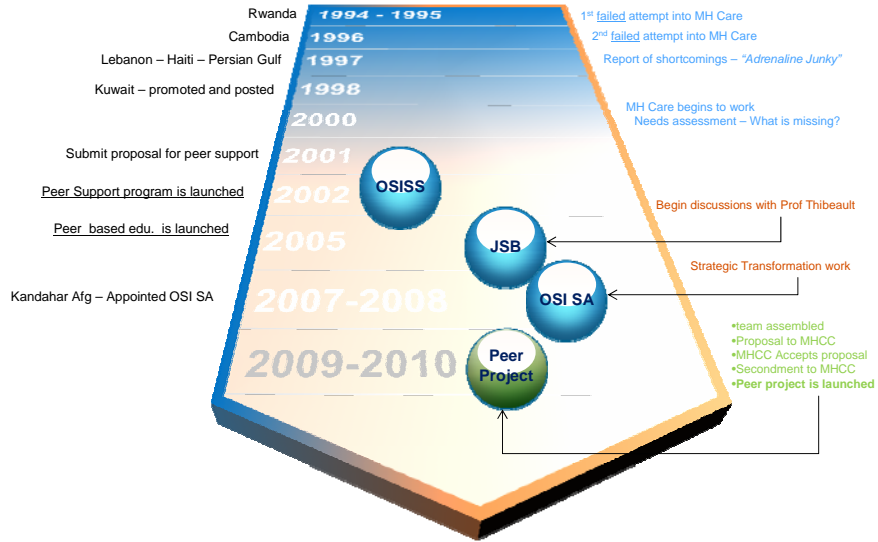 Rwanda 1994 - 1995 1st failed attempt into MH Care
Cambodia 1996 2nd failed attempt into MH Care
Lebanon – Haiti – Persian Gulf 1997 Report of shortcomings – “Adrenaline Junky”
Kuwait – promoted and posted 1998
MH Care begins to work
2000 Needs assessment – What is missing?
Submit proposal for peer support 2001
OSISS
Peer Support program is launched 2002
Begin discussions with Prof Thibeault
Peer based edu. is launched 2005
JSB
Strategic Transformation work
Kandahar Afg – Appointed OSI SA 2007-2008 OSI SA
•team assembled
•Proposal to MHCC
•MHCC Accepts proposal
•Secondment to MHCC
•Peer project is launched
2009-2010
Peer
Project